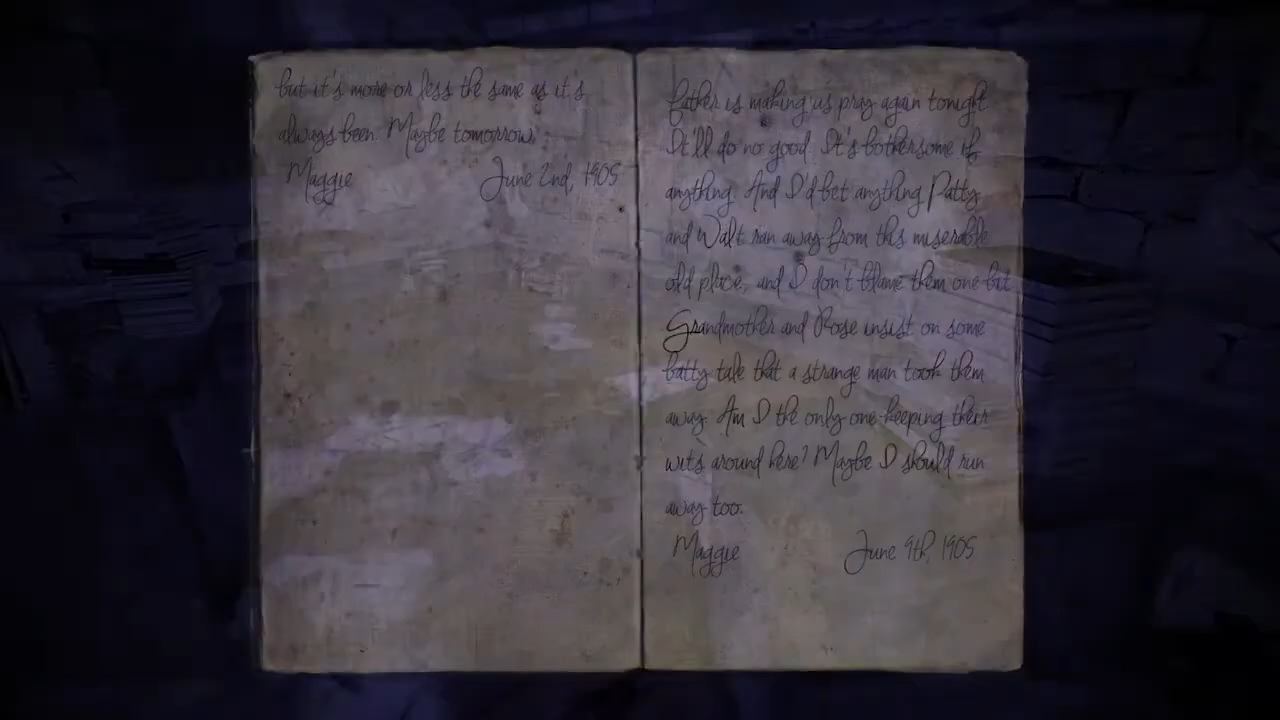 but it's more or less the same as it's
always been. Maybe tomorrow.
Maggie June 2nd, 1905
Father is making us pray again tonight.
It'll do no good. It's bothersome if
anything. And I'd bet anything Patty
and Walt ran away from this miserable
old place, and I don't blame them one bit.
Grandmother and Rose insist on some
batty tale that a strange man took them
away. Am I the only one keeping their
wits around here? Maybe I should run
away too.
Maggie June 9th, 1905